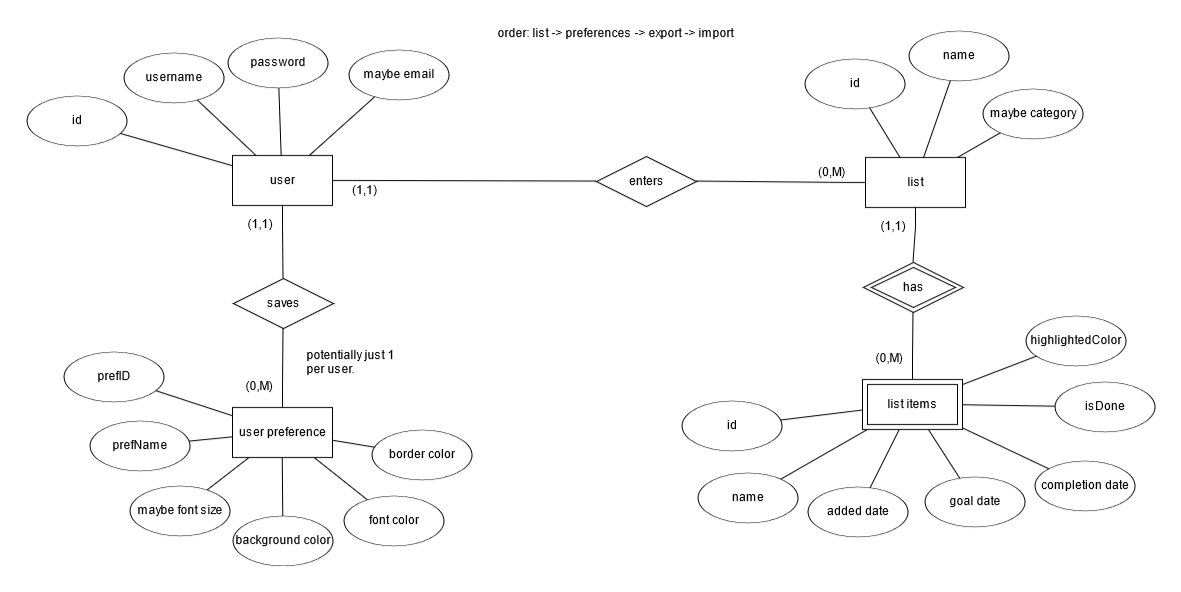 order: list -> preferences -> export -> import
id
username
password
maybe email
id
name
maybe category
user
(1,1)
enters
(0,M)
list
(1,1)
(1,1)
saves
has
potentially just 1
per user.
(0,M)
(0,M)
highlightedColor
prefID
list items
isDone
id
prefName
user preference
border color
name
added date
goal date
completion date
maybe font size
background color
font color